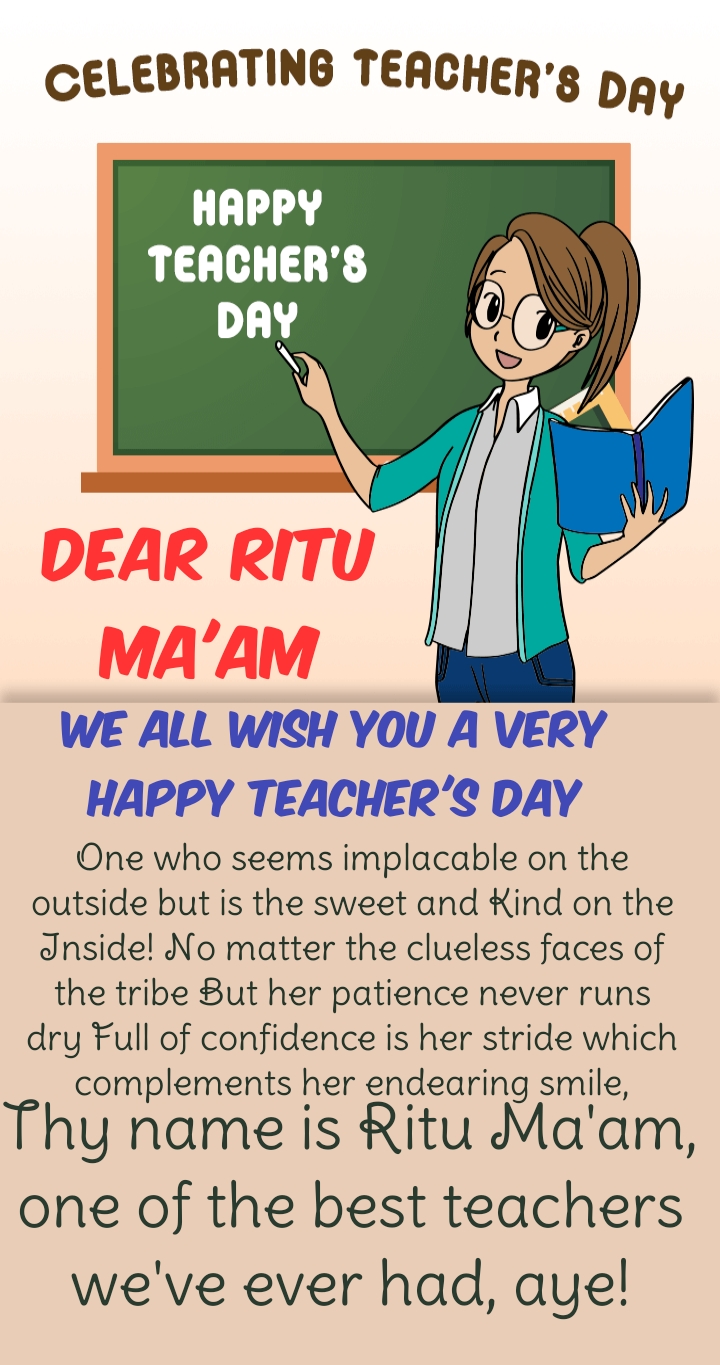 CELEBRATING TEACHER'S DAY
HAPPY
TEACHER'S
DAY
DEAR RITU
MA'AM
WE ALL WISH YOU A VERY
HAPPY TEACHER'S DAY
One who seems implacable on the
outside but is the sweet and Kind on the
Inside! No matter the clueless faces of
the tribe But her patience never runs
dry Full of confidence is her stride which
complements her endearing smile,
Thy name is Ritu Ma'am,
one of the best teachers
we've ever had, aye!